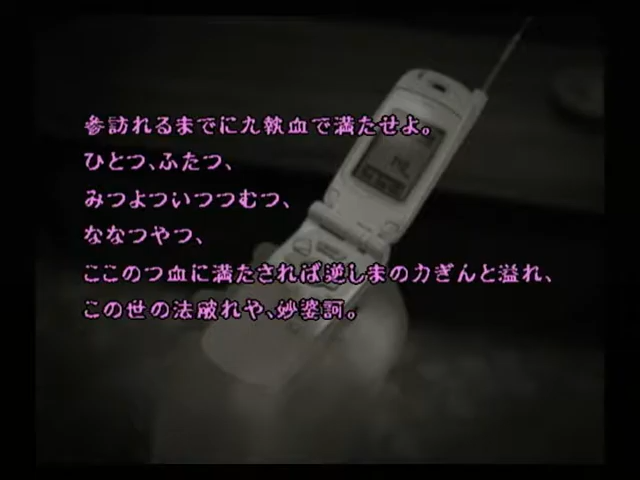 参訪れるまでに九執血で満たせよ。
ひとつ、ふたつ、
みつよついつつむつ、
ななつやつ、
ここのつ血に満たされば逆しまの力ぎんと溢れ、
この世の法破れや、妙婆訶。